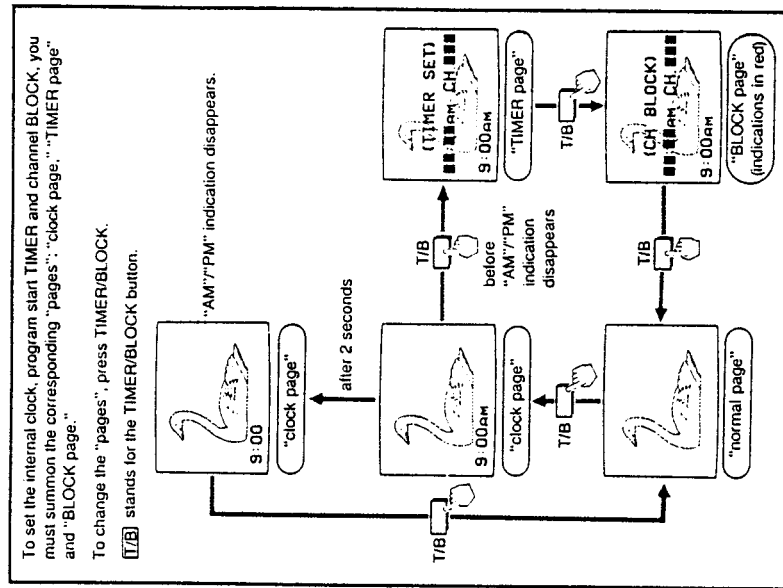 To set the internal clock, program start TIMER and channel BLOCK, you
must summon the corresponding "pages": "clock page," "TIMER page"
and "BLOCK page."
To change the "pages", press TIMER/BLOCK.
T/B stands for the TIMER/BLOCK button.
9:00
"AM"/"PM" indication disappears.
"clock page"
after 2 seconds
T/B
9:00AM
"clock page"
T/B
before
"AM"/"PM"
indication
disappears
(TIMER SET)
AM CH
9:00AM
"TIMER page"
T/B
T/B
"normal page"
T/B
(CH BLOCK)
AM CH
9:00AM
"BLOCK page"
(indications in red)